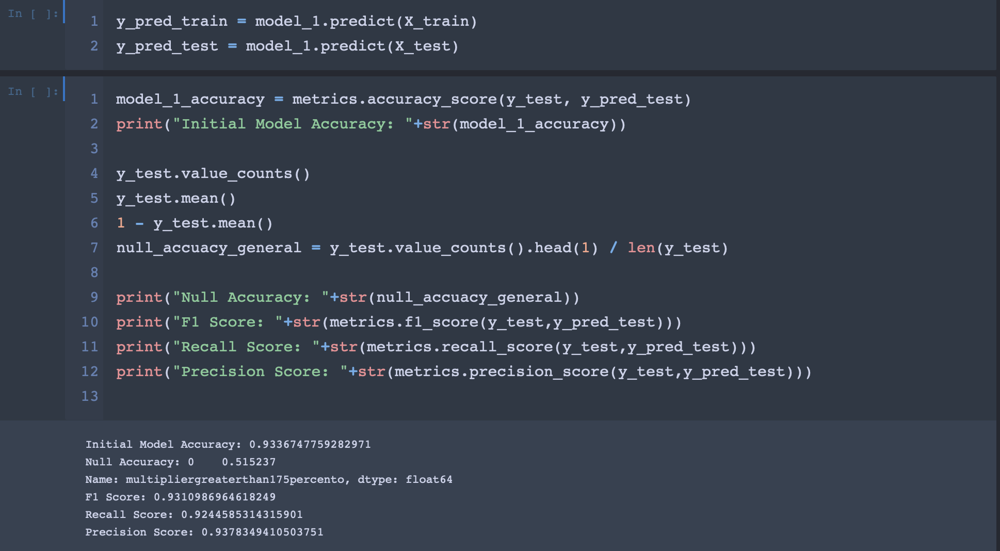 In [ ]:
1 y_pred_train = model_1.predict(X_train)
2 y_pred_test = model_1.predict(X_test)
In [ ]:
1 model_1_accuracy = metrics.accuracy_score(y_test, y_pred_test)
2 print("Initial Model Accuracy: "+str(model_1_accuracy))
3
4 y_test.value_counts()
5 y_test.mean()
6 1 - y_test.mean()
7 null_accuacy_general = y_test.value_counts().head(1) / len(y_test)
8
9 print("Null Accuracy: "+str(null_accuacy_general))
10 print("F1 Score: "+str(metrics.f1_score(y_test,y_pred_test)))
11 print("Recall Score: "+str(metrics.recall_score(y_test,y_pred_test)))
12 print("Precision Score: "+str(metrics.precision_score(y_test,y_pred_test)))
13
Initial Model Accuracy: 0.9336747759282971
Null Accuracy: 0    0.515237
Name: multipliergreaterthan175percento, dtype: float64
F1 Score: 0.9310986964618249
Recall Score: 0.9244585314315901
Precision Score: 0.9378349410503751